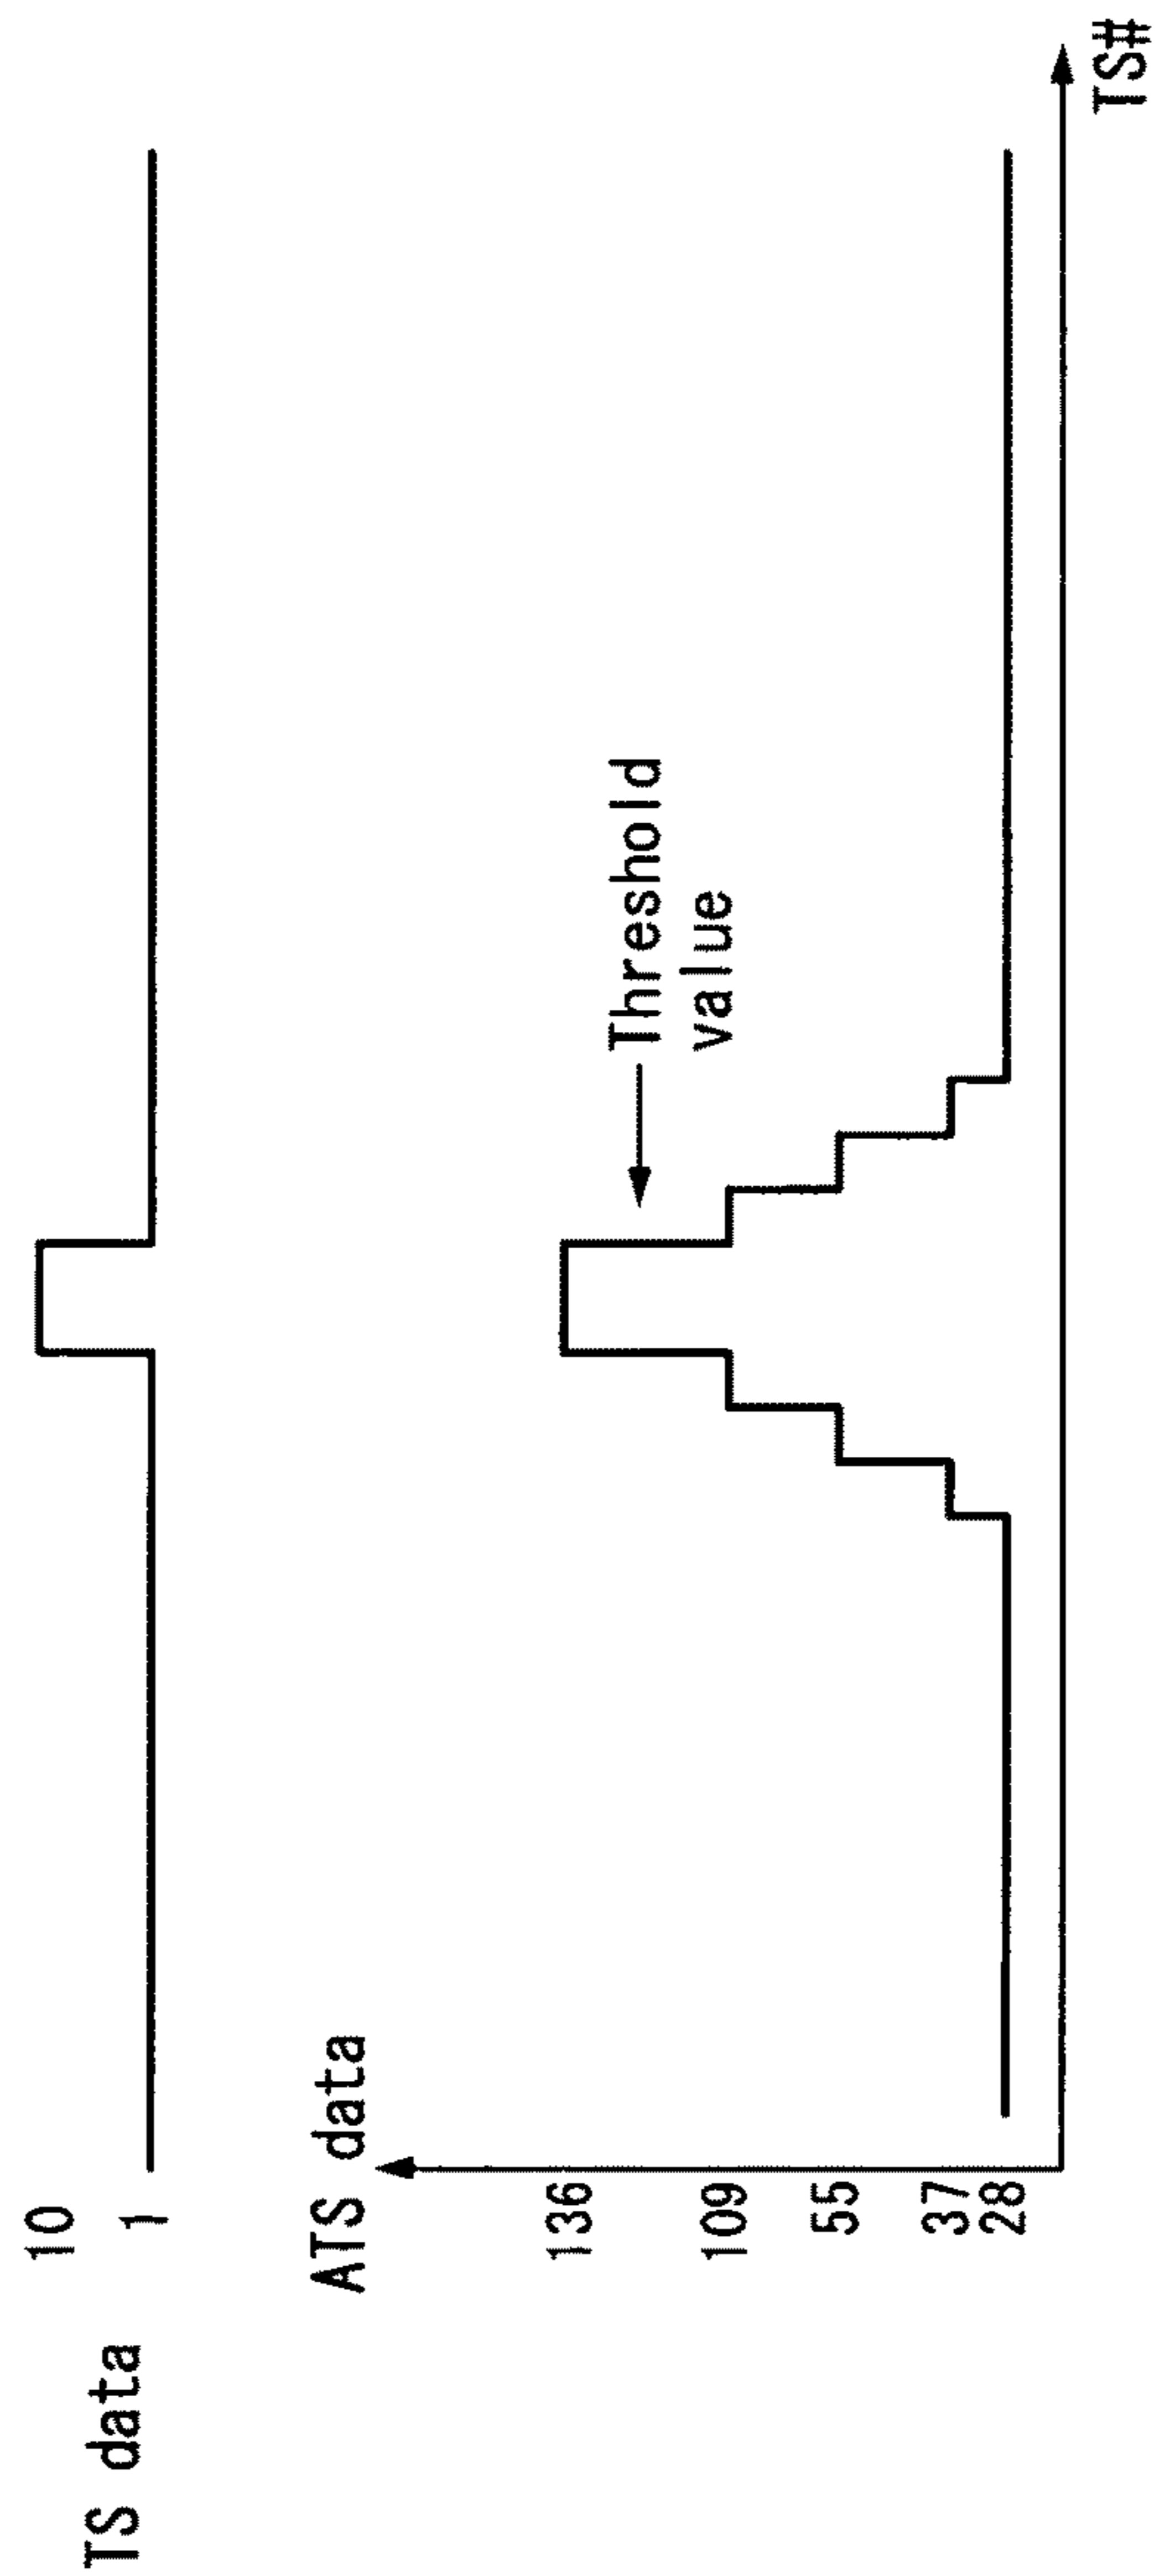 TS data
10
1
ATS data
136
109
55
37
28
Threshold
value
TS#